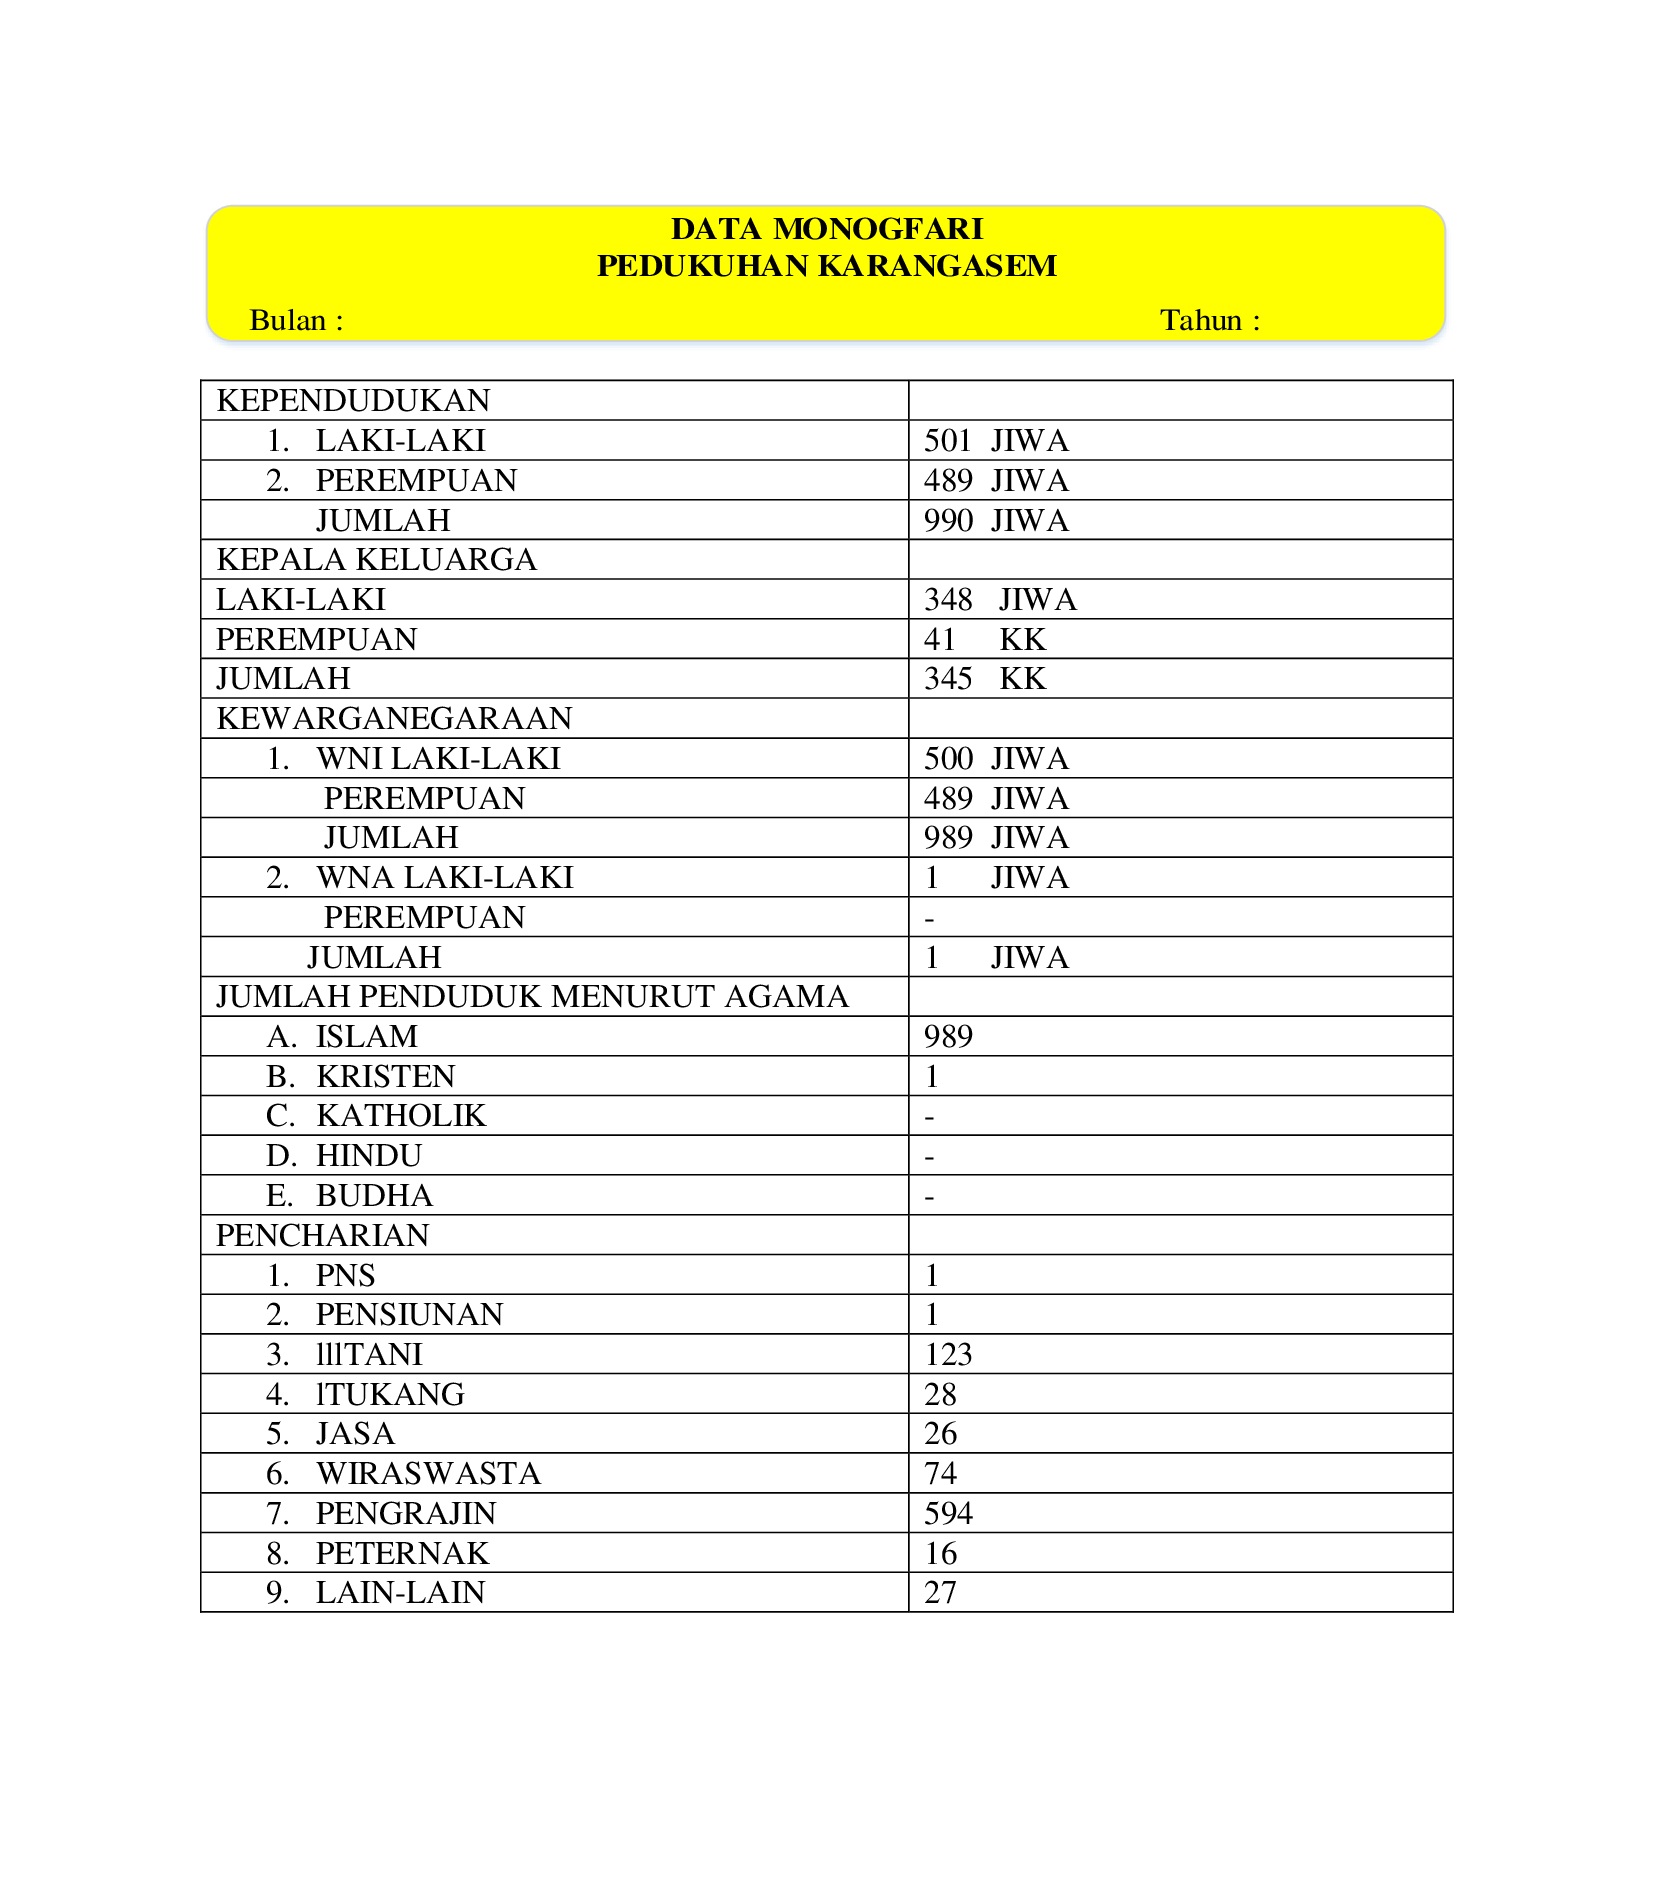 DATA MONOGFARI
PEDUKUHAN KARANGASEM
Bulan : Tahun :
KEPENDUDUKAN
1. LAKI-LAKI 501 JIWA
2. PEREMPUAN 489 JIWA
JUMLAH 990 JIWA
KEPALA KELUARGA
LAKI-LAKI 348 JIWA
PEREMPUAN 41 KK
JUMLAH 345 KK
KEWARGANEGARAAN
1. WNI LAKI-LAKI 500 JIWA
PEREMPUAN 489 JIWA
JUMLAH 989 JIWA
2. WNA LAKI-LAKI 1 JIWA
PEREMPUAN -
JUMLAH 1 JIWA
JUMLAH PENDUDUK MENURUT AGAMA
A. ISLAM 989
B. KRISTEN 1
C. KATHOLIK -
D. HINDU -
E. BUDHA -
PENCHARIAN
1. PNS 1
2. PENSIUNAN 1
3. lllTANI 123
4. lTUKANG 28
5. JASA 26
6. WIRASWASTA 74
7. PENGRAJIN 594
8. PETERNAK 16
9. LAIN-LAIN 27